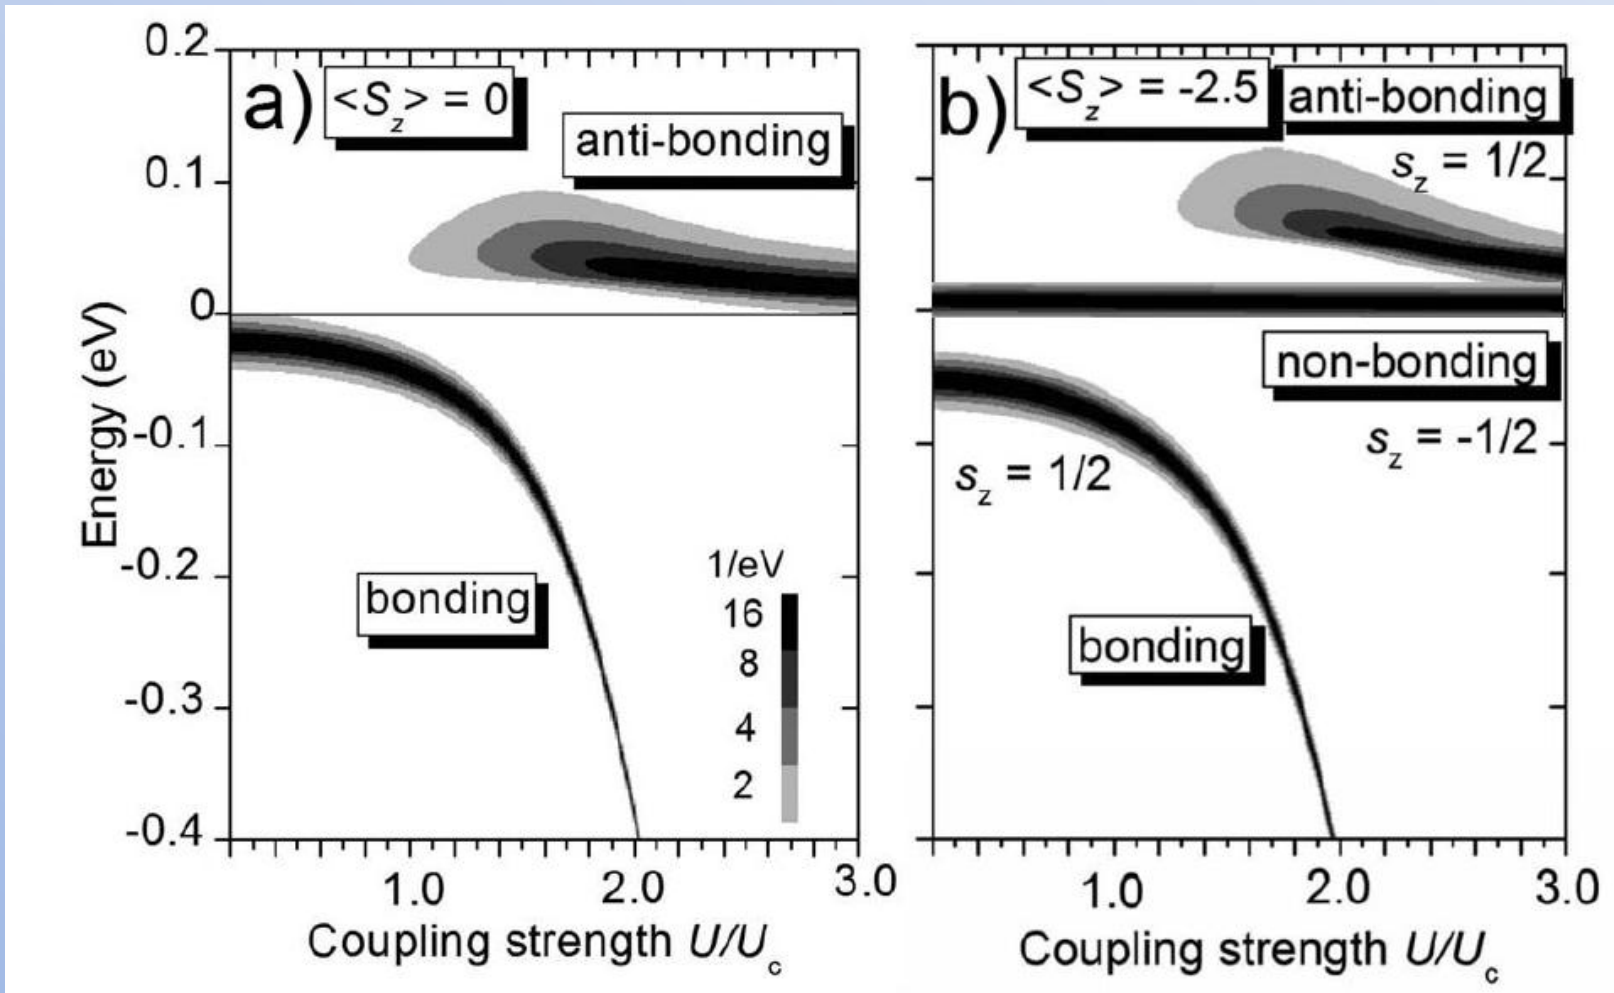 a)
<S_z> = 0
anti-bonding
0.2
0.1
0
-0.1
-0.2
-0.3
-0.4
Energy (eV)
bonding
1/eV
16
8
4
2
1.0
2.0
3.0
Coupling strength U/U_c
b)
<S_z> = -2.5
anti-bonding
s_z = 1/2
non-bonding
s_z = -1/2
s_z = 1/2
bonding
1.0
2.0
3.0
Coupling strength U/U_c